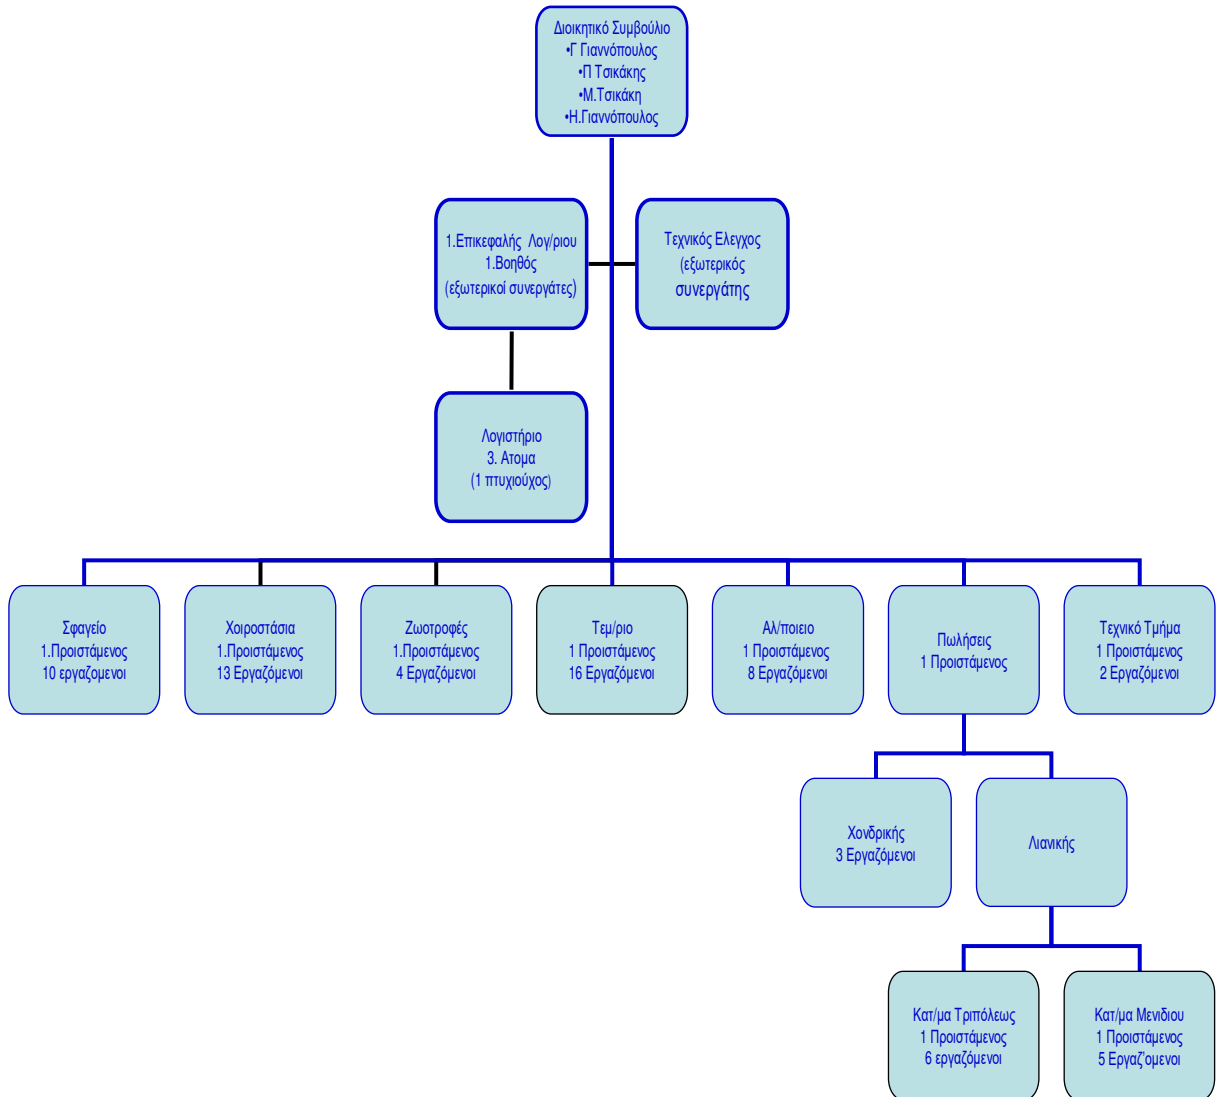 Διοικητικό Συμβούλιο
•Γ Γιαννόπουλος
•Π Τσικάκης
•Μ.Τσικάκη
•Η.Γιαννόπουλος
1.Επικεφαλής Λογ/ριου
1.Βοηθός
(εξωτερικοί συνεργάτες)
Τεχνικός Ελεγχος
(εξωτερικός
συνεργάτης
Λογιστήριο
3. Ατομα
(1 πτυχιούχος)
Σφαγείο
1.Προιστάμενος
10 εργαζομενοι
Χοιροστάσια
1.Προιστάμενος
13 Εργαζόμενοι
Ζωοτροφές
1.Προιστάμενος
4 Εργαζόμενοι
Τεμ/ριο
1 Προιστάμενος
16 Εργαζόμενοι
Αλ/ποιειο
1 Προιστάμενος
8 Εργαζόμενοι
Πωλήσεις
1 Προιστάμενος
Τεχνικό Τμήμα
1 Προιστάμενος
2 Εργαζόμενοι
Χονδρικής
3 Εργαζόμενοι
Λιανικής
Κατ/μα Τριπόλεως
1 Προιστάμενος
6 εργαζόμενοι
Κατ/μα Μενιδιου
1 Προιστάμενος
5 Εργαζ'ομενοι